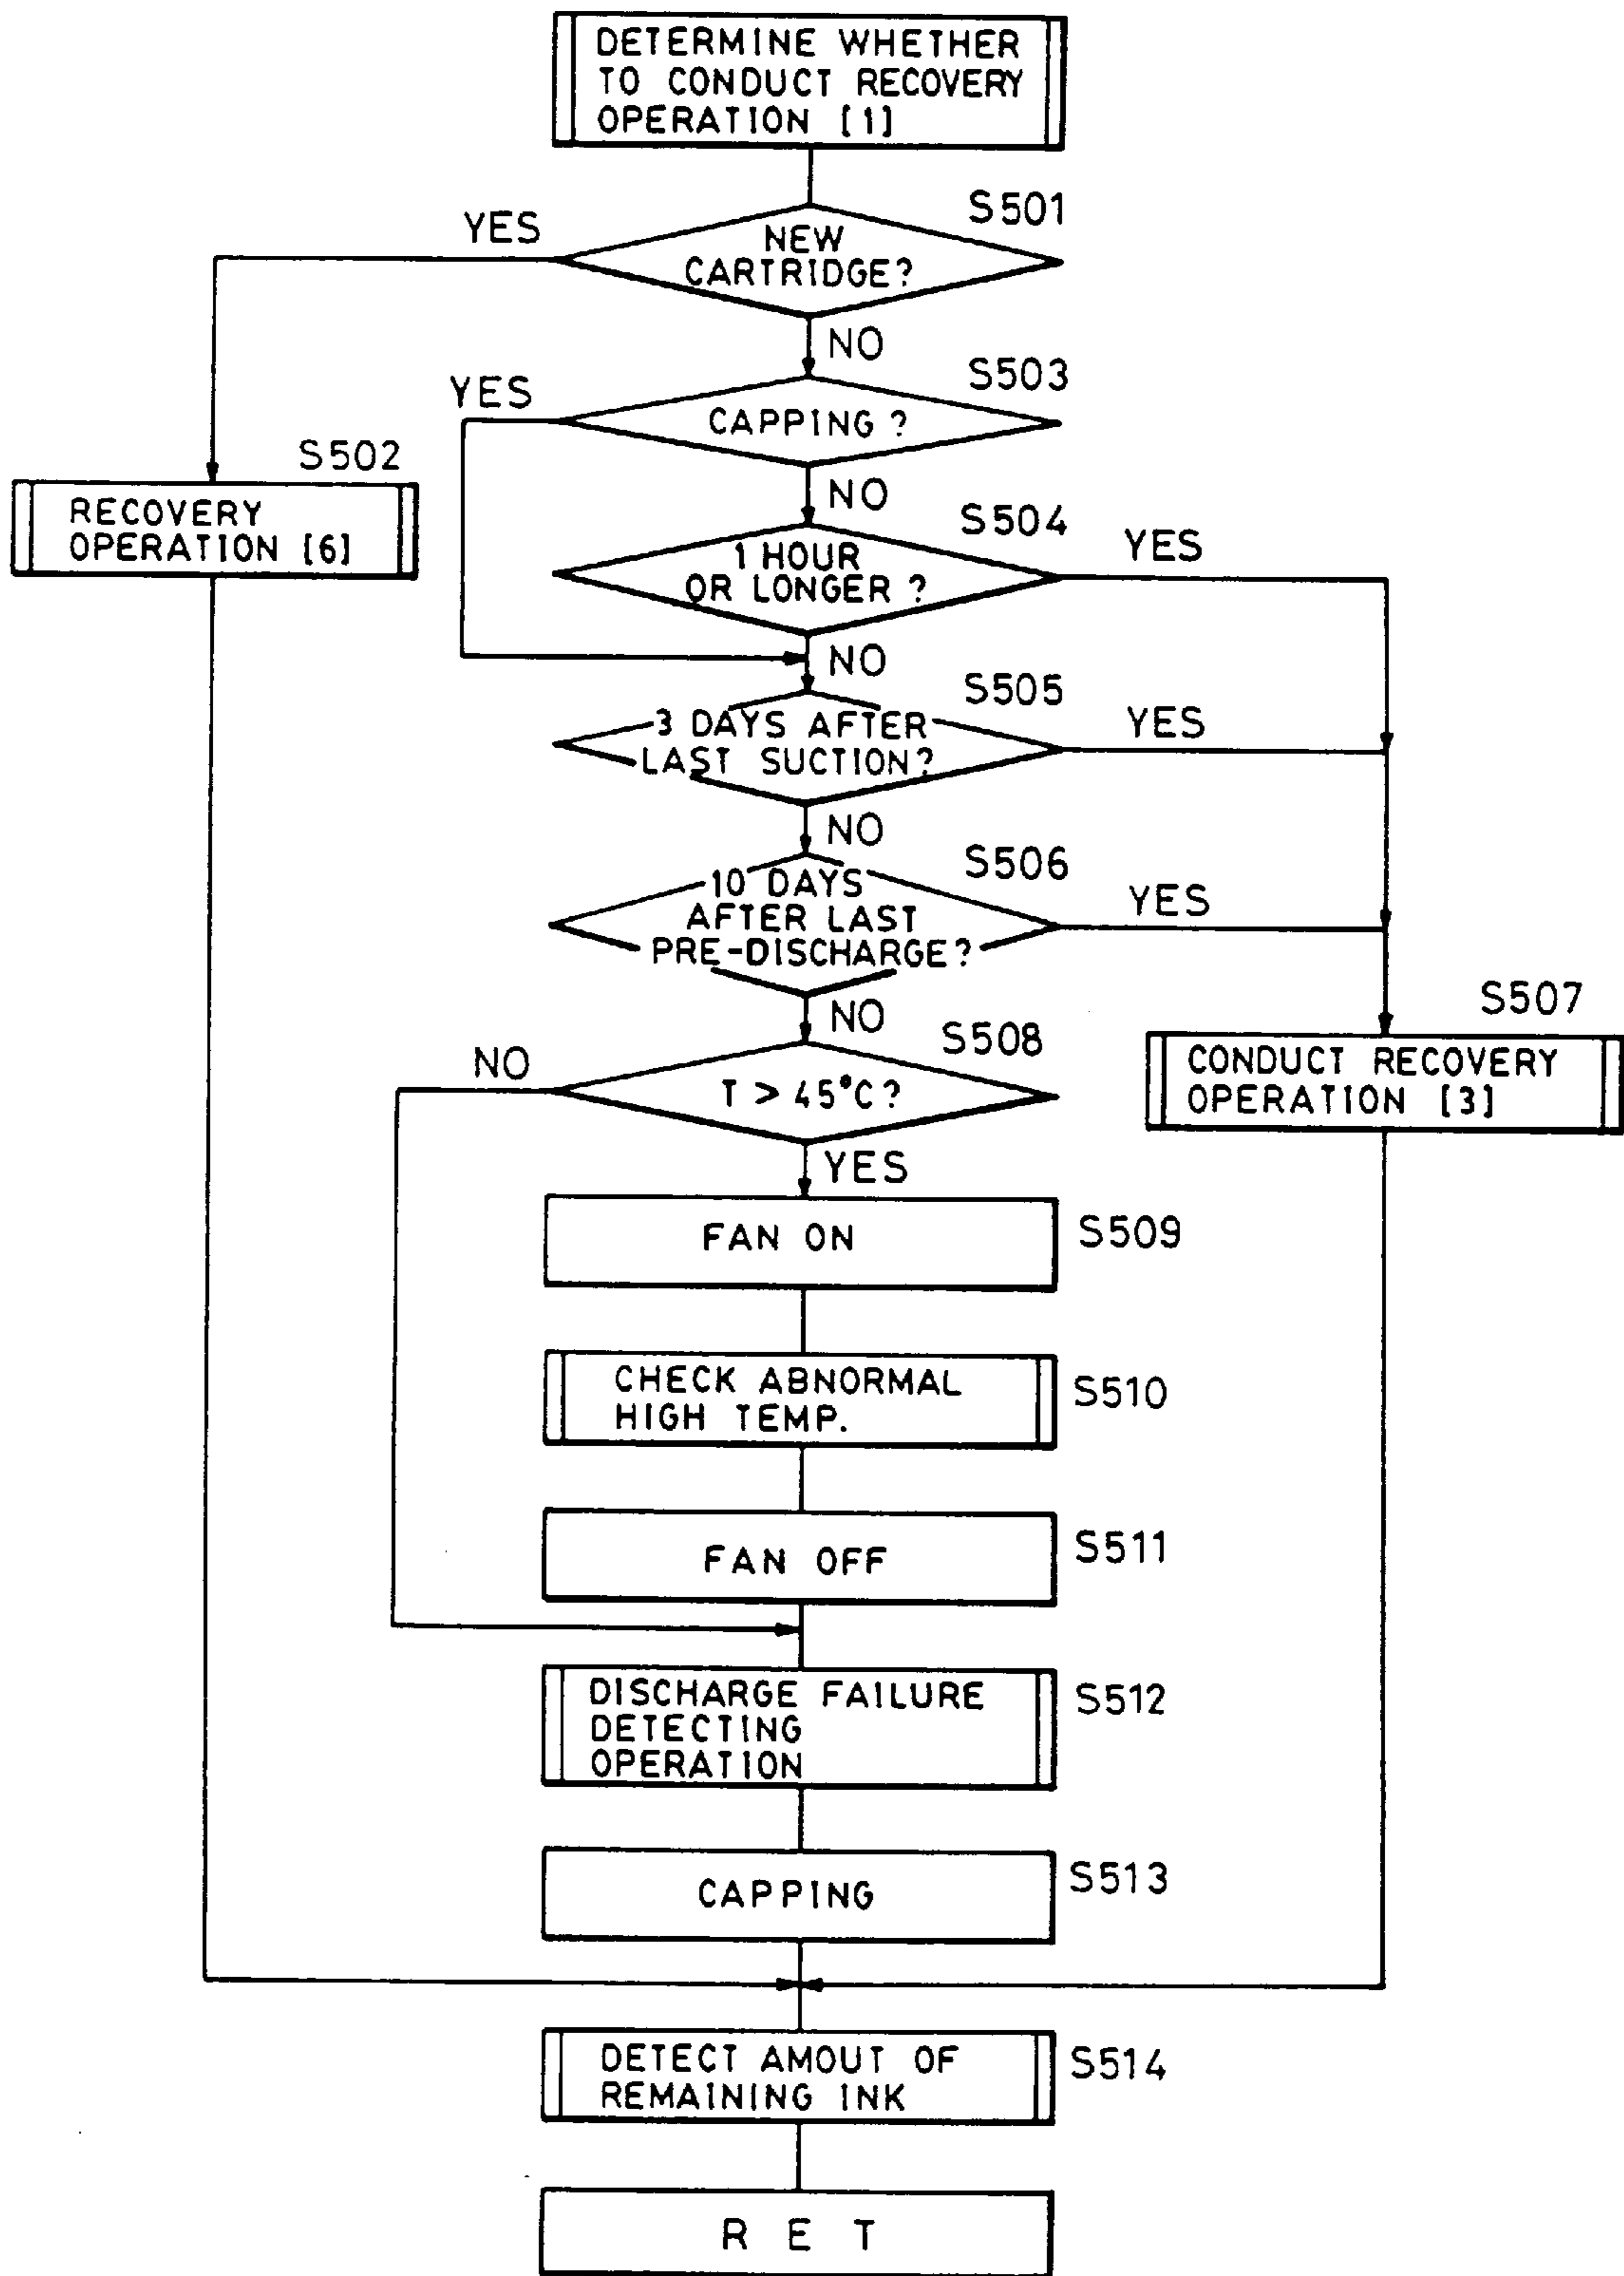 DETERMINE WHETHER
TO CONDUCT RECOVERY
OPERATION [1]
S501
YES
NEW
CARTRIDGE?
NO
S503
YES
CAPPING ?
S502
NO
RECOVERY
OPERATION [6]
S504
1 HOUR
OR LONGER ?
YES
NO
S505
3 DAYS AFTER
LAST SUCTION?
YES
NO
S506
10 DAYS
AFTER LAST
PRE-DISCHARGE?
YES
NO
S507
CONDUCT RECOVERY
OPERATION [3]
S508
NO
T > 45°C?
YES
FAN ON
S509
CHECK ABNORMAL
HIGH TEMP.
S510
FAN OFF
S511
DISCHARGE FAILURE
DETECTING
OPERATION
S512
CAPPING
S513
DETECT AMOUT OF
REMAINING INK
S514
R E T